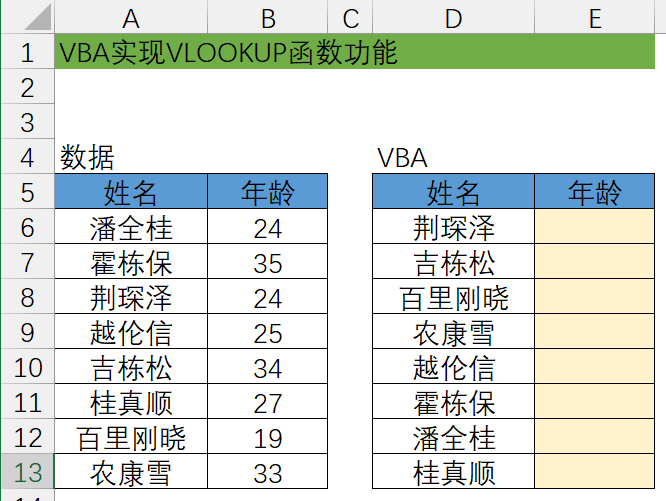 A B C D E
1 VBA实现VLOOKUP函数功能
2
3
4 数据 VBA
5 姓名 年龄 姓名 年龄
6 潘全桂 24 荆琛泽
7 霍栋保 35 吉栋松
8 荆琛泽 24 百里刚晓
9 越伦信 25 农康雪
10 吉栋松 34 越伦信
11 桂真顺 27 霍栋保
12 百里刚晓 19 潘全桂
13 农康雪 33 桂真顺